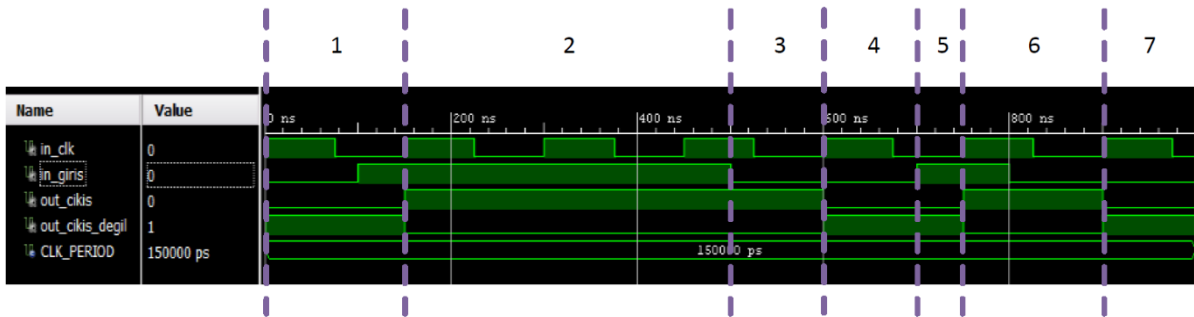 1 2 3 4 5 6 7
Name Value
0 ns 200 ns 400 ns 600 ns 800 ns
in_clk 0
in_giris 0
out_cikis 0
out_cikis_degil 1
CLK_PERIOD 150000 ps 150000 ps